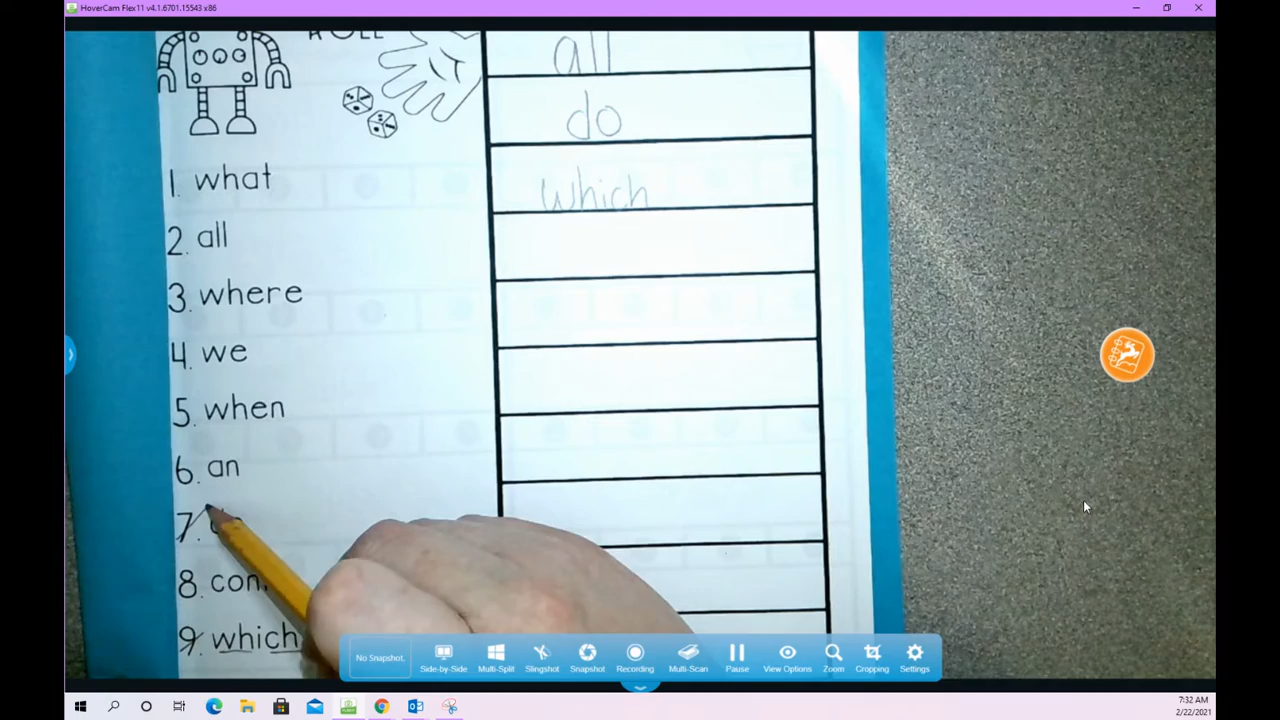 HoverCam Flex11 v4.1.6701.15543 x86
ROLL
all
do
which
1. what
2. all
3. where
4. we
5. when
6. an
7.
8.
9. which
No Snapshot.
Side-by-Side
Multi-Split
Slingshot
Snapshot
Recording
Multi-Scan
Pause
View Options
Zoom
Cropping
Settings
7:32 AM
2/22/2021